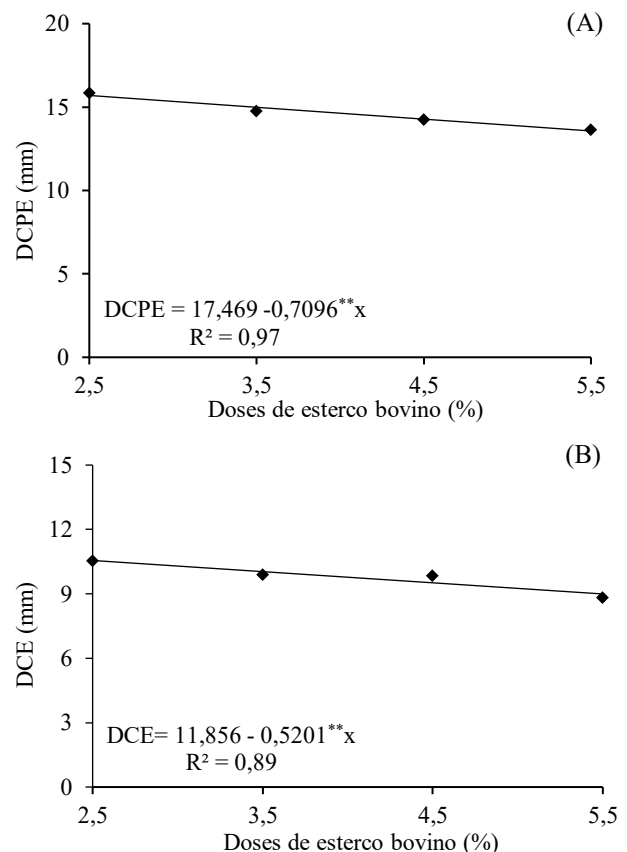 (A)
20
15
10
5
0
DCPE (mm)
DCPE = 17,469 -0,7096**x
R² = 0,97
2,5 3,5 4,5 5,5
Doses de esterco bovino (%)
(B)
15
12
9
6
3
0
DCE (mm)
DCE= 11,856 - 0,5201**x
R² = 0,89
2,5 3,5 4,5 5,5
Doses de esterco bovino (%)